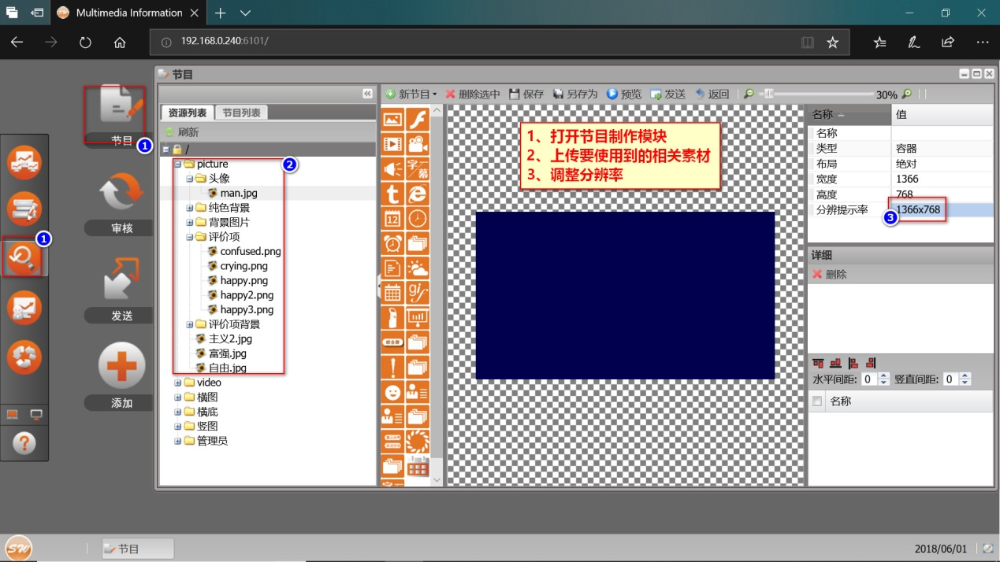 Multimedia Information
192.168.0.240:6101/
节目
审核
发送
添加
1
1
节目
资源列表
节目列表
刷新
/
picture
2
头像
man.jpg
纯色背景
背景图片
评价项
confused.png
crying.png
happy.png
happy2.png
happy3.png
评价项背景
主义2.jpg
富强.jpg
自由.jpg
video
横图
横底
竖图
管理员
新节目
删除选中
保存
另存为
预览
发送
返回
30%
字幕
12
gif
综合屏
1、打开节目制作模块
2、上传要使用到的相关素材
3、调整分辨率
名称 值
名称
类型 容器
布局 绝对
宽度 1366
高度 768
分辨提示率 1366x768
3
详细
删除
水平间距: 0 竖直间距: 0
名称
?
SW
节目
2018/06/01